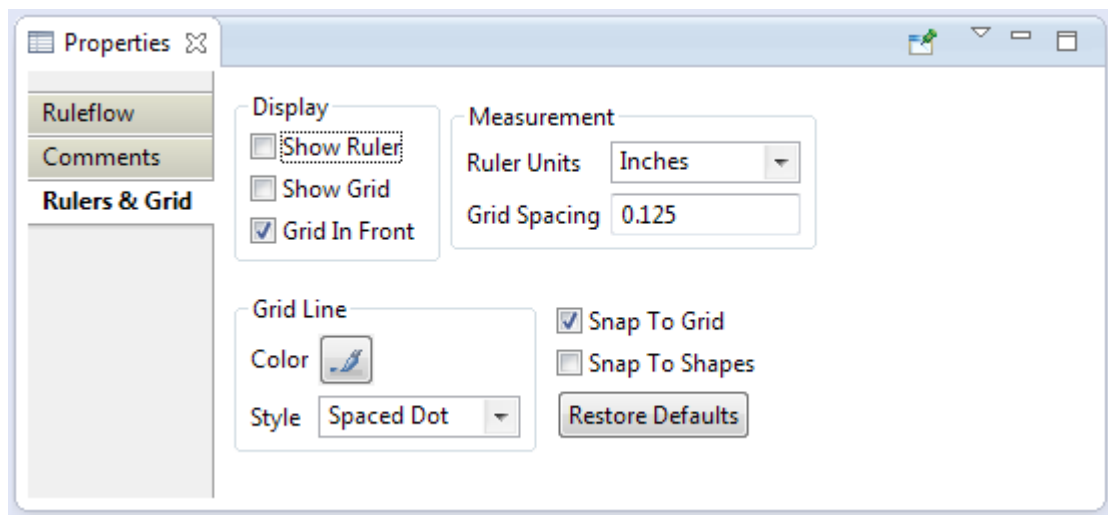 Properties
Ruleflow
Comments
Rulers & Grid
Display
Show Ruler
Show Grid
Grid In Front
Measurement
Ruler Units Inches
Grid Spacing 0.125
Grid Line
Color
Style Spaced Dot
Snap To Grid
Snap To Shapes
Restore Defaults